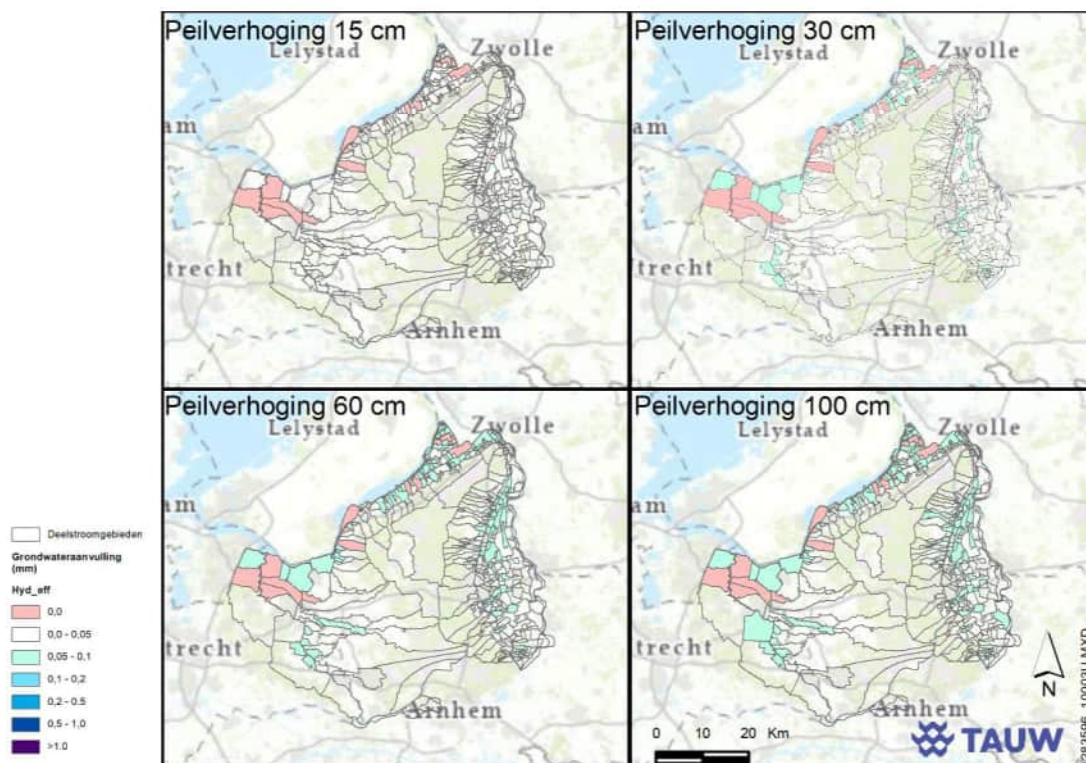 Peilverhoging 15 cm
Lelystad
Zwolle
am
trecht
Arnhem
Peilverhoging 30 cm
Lelystad
Zwolle
am
trecht
Arnhem
Peilverhoging 60 cm
Lelystad
Zwolle
am
trecht
Arnhem
Peilverhoging 100 cm
Lelystad
Zwolle
am
trecht
Arnhem
Deelstroomgebieden
Grondwateraanvulling
(mm)
Hyd_eff
0,0
0,0 - 0,05
0,05 - 0,1
0,1 - 0,2
0,2 - 0,5
0,5 - 1,0
>1.0
N
0 10 20 Km
TAUW